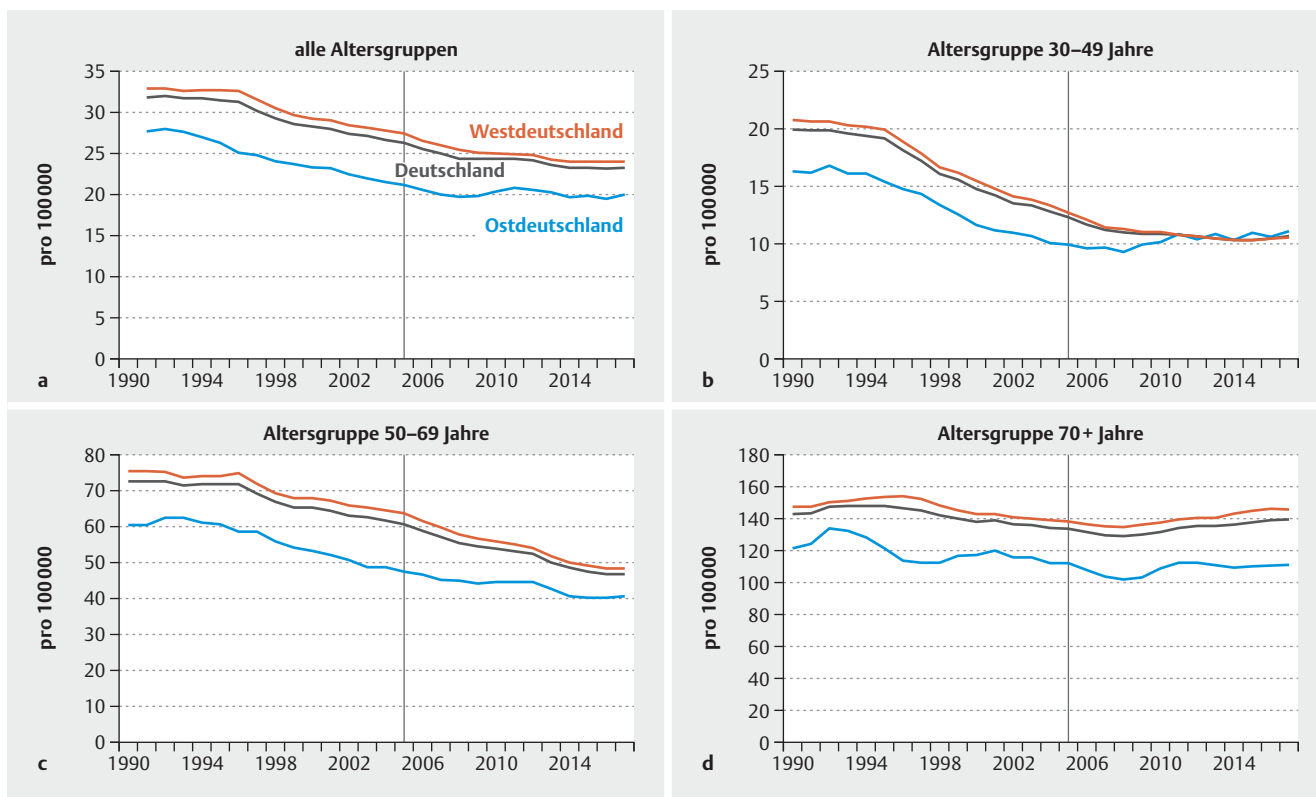 alle Altersgruppen
35
30
25
20
15
10
5
0
pro 100 000
Westdeutschland
Deutschland
Ostdeutschland
1990 1994 1998 2002 2006 2010 2014
a
Altersgruppe 30–49 Jahre
25
20
15
10
5
0
pro 100 000
1990 1994 1998 2002 2006 2010 2014
b
Altersgruppe 50–69 Jahre
80
70
60
50
40
30
20
10
0
pro 100 000
1990 1994 1998 2002 2006 2010 2014
c
Altersgruppe 70+ Jahre
180
160
140
120
100
80
60
40
20
0
pro 100 000
1990 1994 1998 2002 2006 2010 2014
d